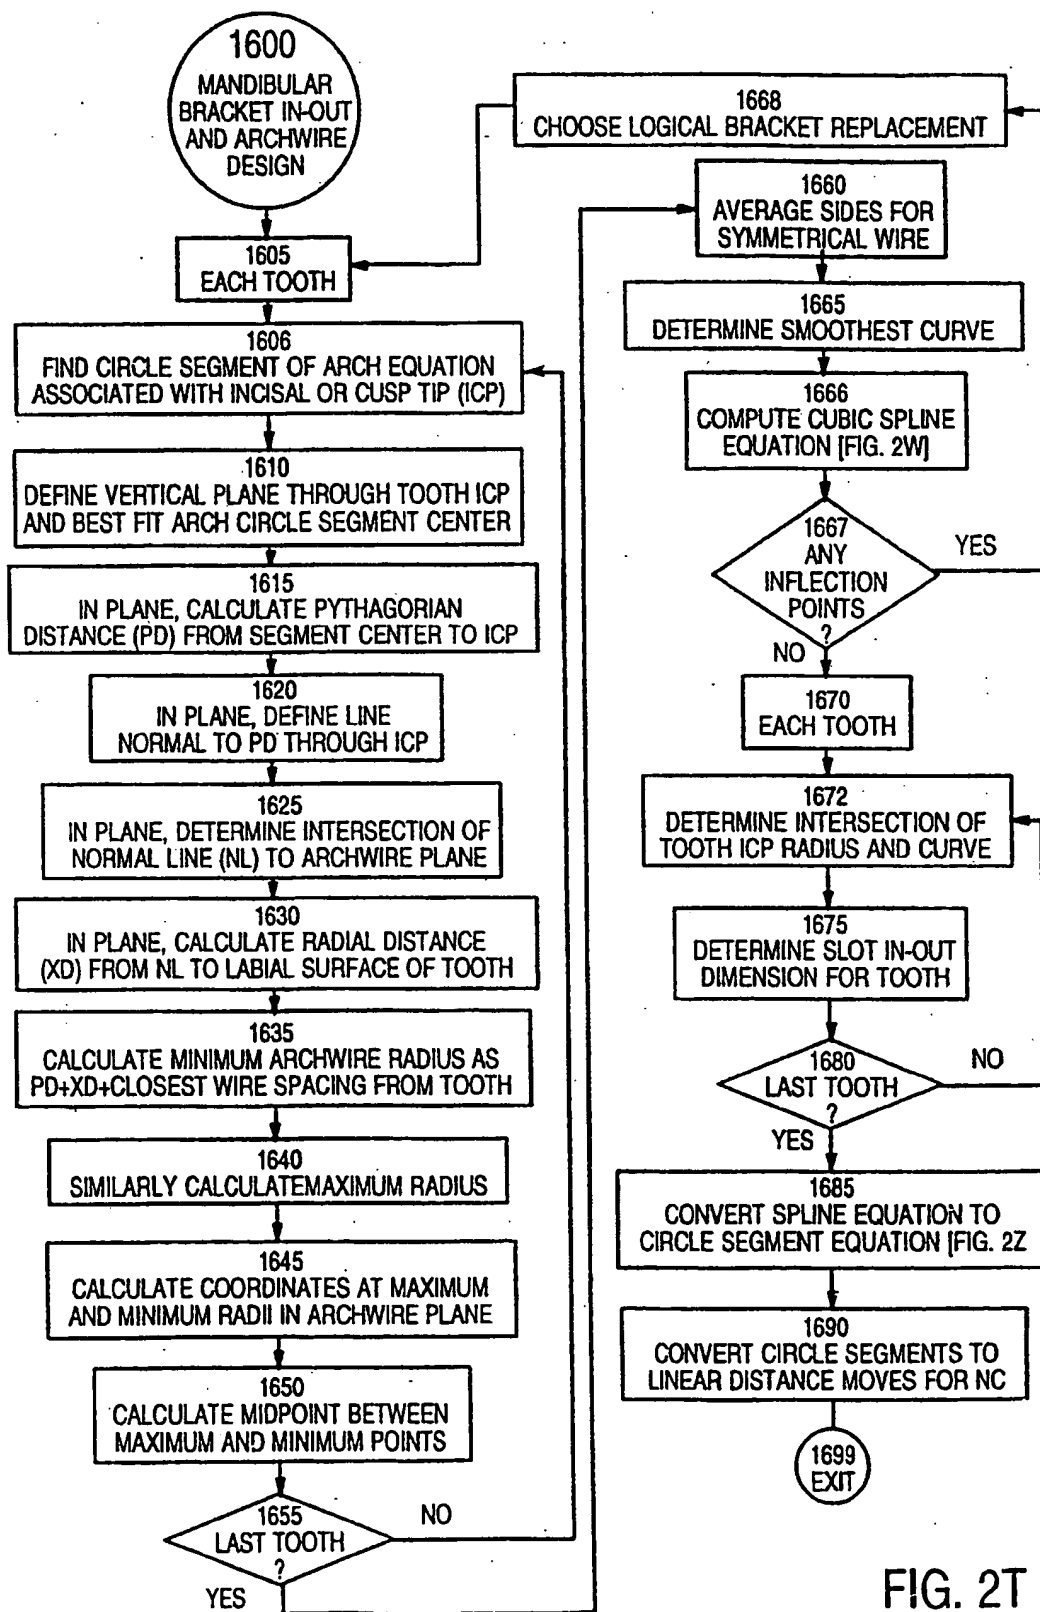 1600
MANDIBULAR
BRACKET IN-OUT
AND ARCHWIRE
DESIGN
1605
EACH TOOTH
1606
FIND CIRCLE SEGMENT OF ARCH EQUATION
ASSOCIATED WITH INCISAL OR CUSP TIP (ICP)
1610
DEFINE VERTICAL PLANE THROUGH TOOTH ICP
AND BEST FIT ARCH CIRCLE SEGMENT CENTER
1615
IN PLANE, CALCULATE PYTHAGORIAN
DISTANCE (PD) FROM SEGMENT CENTER TO ICP
1620
IN PLANE, DEFINE LINE
NORMAL TO PD THROUGH ICP
1625
IN PLANE, DETERMINE INTERSECTION OF
NORMAL LINE (NL) TO ARCHWIRE PLANE
1630
IN PLANE, CALCULATE RADIAL DISTANCE
(XD) FROM NL TO LABIAL SURFACE OF TOOTH
1635
CALCULATE MINIMUM ARCHWIRE RADIUS AS
PD+XD+CLOSEST WIRE SPACING FROM TOOTH
1640
SIMILARLY CALCULATEMAXIMUM RADIUS
1645
CALCULATE COORDINATES AT MAXIMUM
AND MINIMUM RADII IN ARCHWIRE PLANE
1650
CALCULATE MIDPOINT BETWEEN
MAXIMUM AND MINIMUM POINTS
1655
LAST TOOTH
?
NO
YES
1668
CHOOSE LOGICAL BRACKET REPLACEMENT
1660
AVERAGE SIDES FOR
SYMMETRICAL WIRE
1665
DETERMINE SMOOTHEST CURVE
1666
COMPUTE CUBIC SPLINE
EQUATION [FIG. 2W]
1667
ANY
INFLECTION
POINTS
?
YES
NO
1670
EACH TOOTH
1672
DETERMINE INTERSECTION OF
TOOTH ICP RADIUS AND CURVE
1675
DETERMINE SLOT IN-OUT
DIMENSION FOR TOOTH
1680
LAST TOOTH
?
NO
YES
1685
CONVERT SPLINE EQUATION TO
CIRCLE SEGMENT EQUATION [FIG. 2Z
1690
CONVERT CIRCLE SEGMENTS TO
LINEAR DISTANCE MOVES FOR NC
1699
EXIT
FIG. 2T